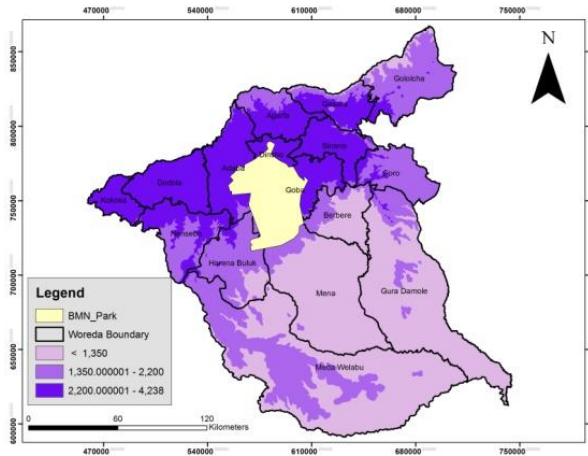 470000 540000 610000 680000 750000
N
850000
800000
750000
700000
650000
600000
Gololcha
Agarfa
Sinana
Dinsho
Adaba
Goro
Goba
Dodola
Kokosa
Berbere
Nensebo
Harena Buluk
Mena
Gura Damole
Meda Welabu
Legend
BMN_Park
Woreda Boundary
< 1,350
1,350.000001 - 2,200
2,200.000001 - 4,238
0 60 120
Kilometers
470000 540000 610000 680000 750000